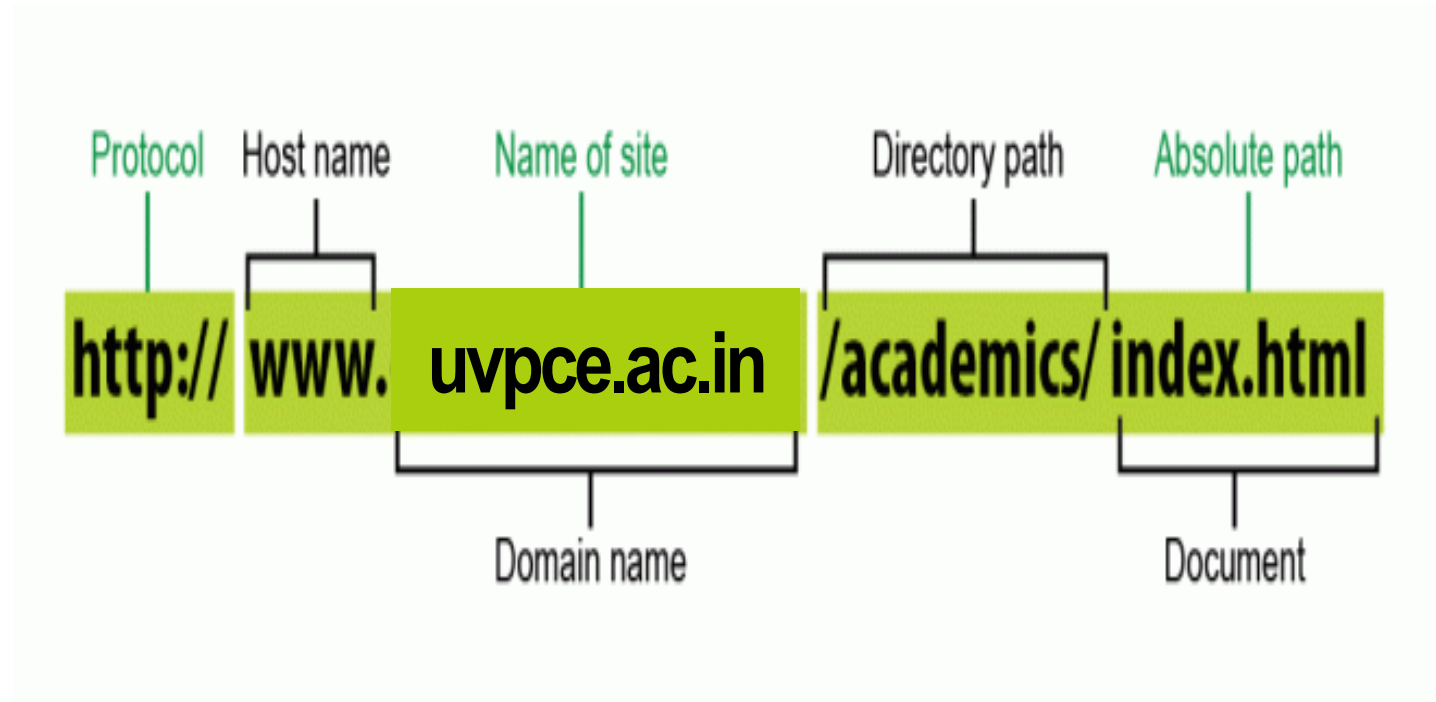 Protocol Host name Name of site Directory path Absolute path
http:// www. uvpce.ac.in /academics/ index.html
Domain name Document